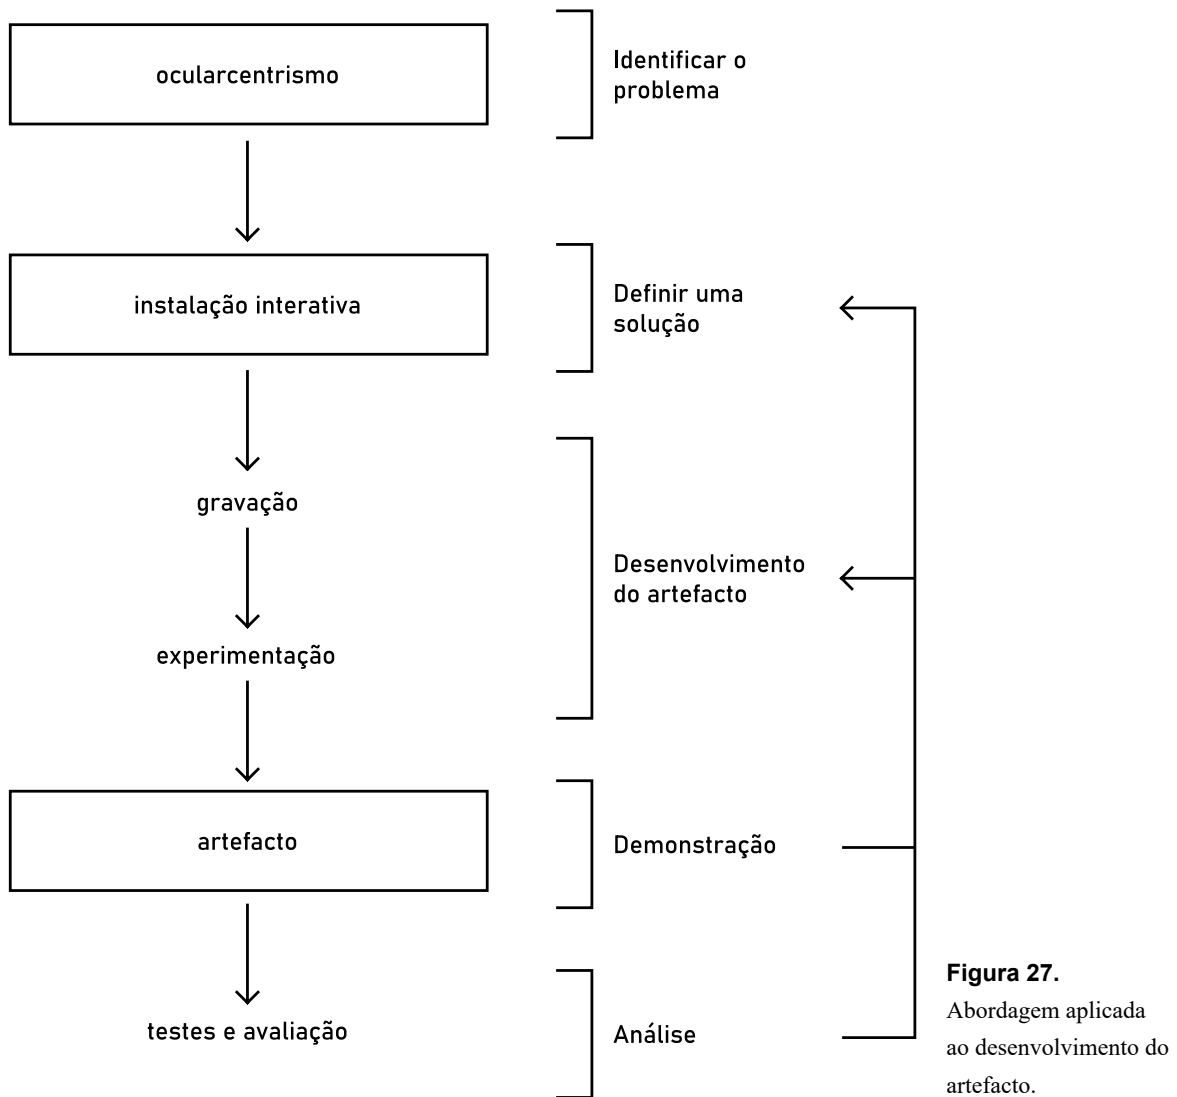 ocularcentrismo
Identificar o
problema
instalação interativa
Definir uma
solução
gravação
Desenvolvimento
do artefacto
experimentação
artefacto
Demonstração
testes e avaliação
Análise
Figura 27.
Abordagem aplicada
ao desenvolvimento do
artefacto.